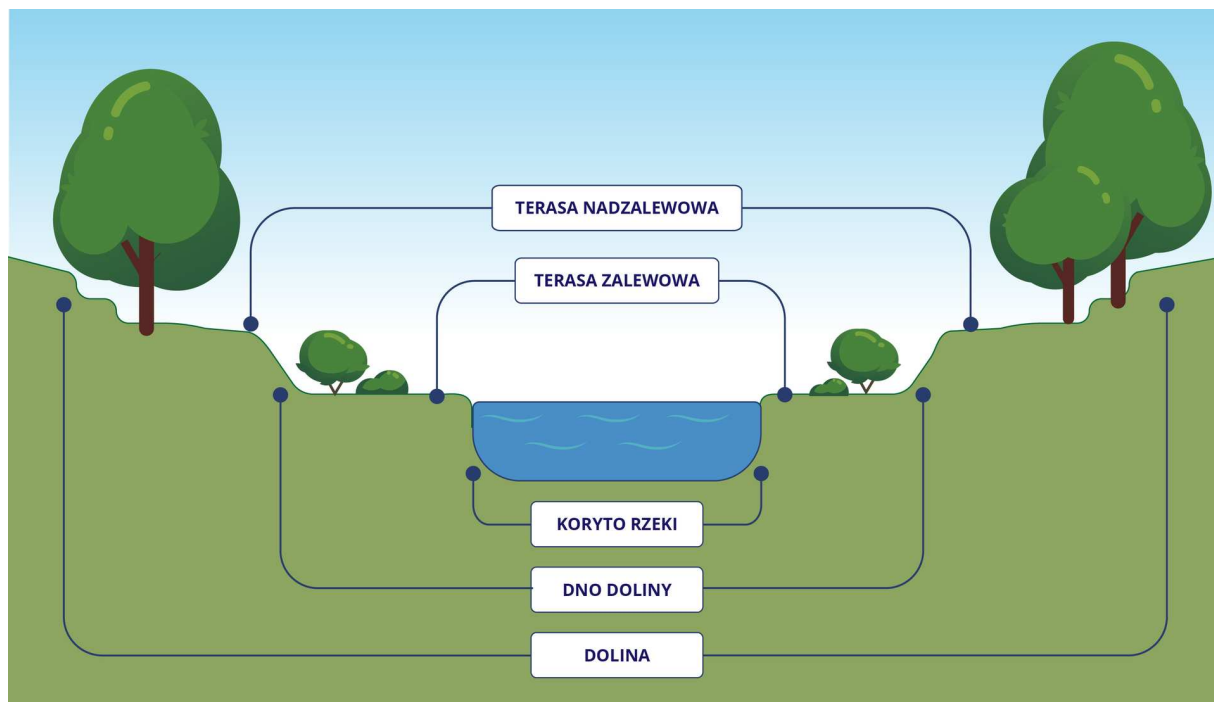 TERASA NADZALEWOWA
TERASA ZALEWOWA
KORYTO RZEKI
DNO DOLINY
DOLINA